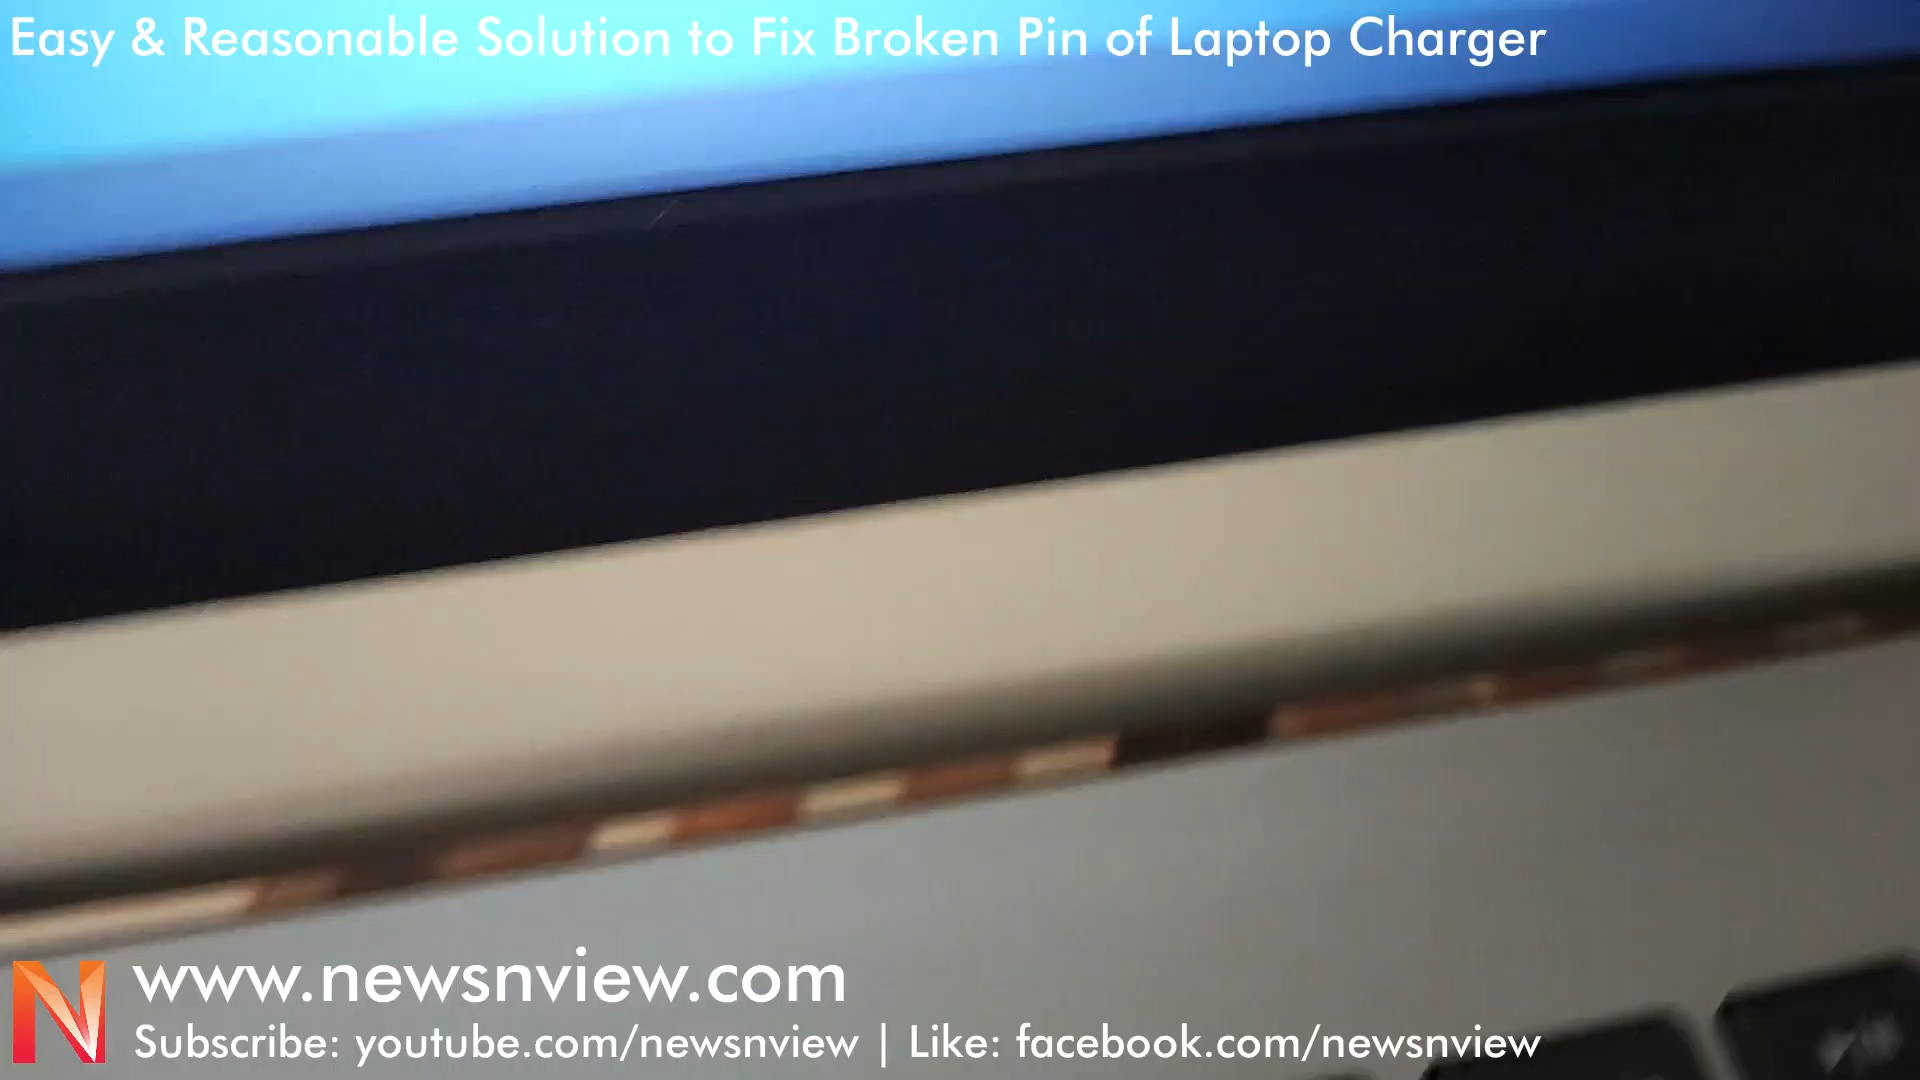 Easy & Reasonable Solution to Fix Broken Pin of Laptop Charger
www.newsnview.com
Subscribe: youtube.com/newsnview | Like: facebook.com/newsnview